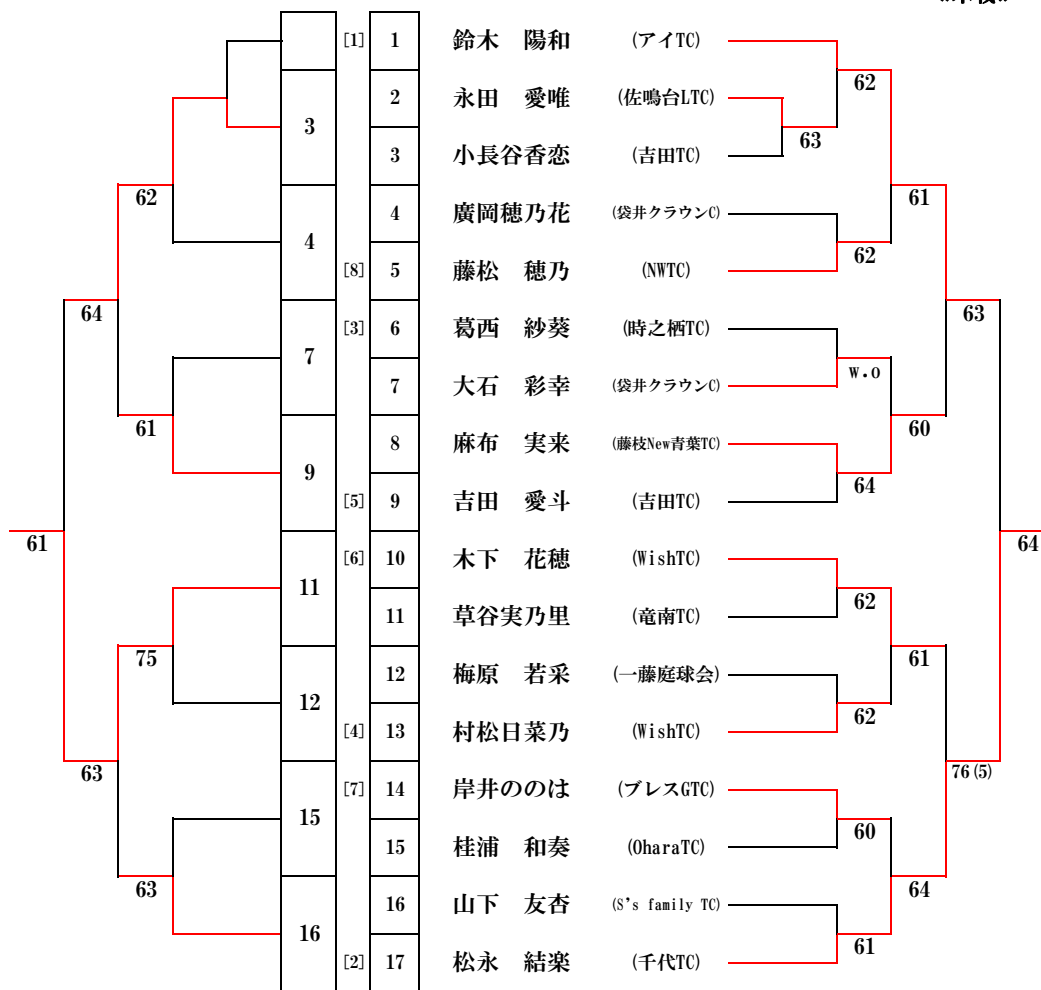 [1] 1 鈴木 陽和 (アイTC)
62
3
2 永田 愛唯 (佐鳴台LTC)
63
3 小長谷香恋 (吉田TC)
62
61
4
4 廣岡穂乃花 (袋井クラウンC)
62
[8] 5 藤松 穂乃 (NWTC)
64
63
7
[3] 6 葛西 紗葵 (時之栖TC)
w.o
7 大石 彩幸 (袋井クラウンC)
61
60
9
8 麻布 実来 (藤枝New青葉TC)
64
[5] 9 吉田 愛斗 (吉田TC)
61
64
11
[6] 10 木下 花穂 (WishTC)
62
11 草谷実乃里 (竜南TC)
75
61
12
12 梅原 若采 (一藤庭球会)
62
[4] 13 村松日菜乃 (WishTC)
63
76(5)
15
[7] 14 岸井ののは (ブレスGTC)
60
15 桂浦 和奏 (OharaTC)
63
64
16
16 山下 友杏 (S's family TC)
61
[2] 17 松永 結楽 (千代TC)